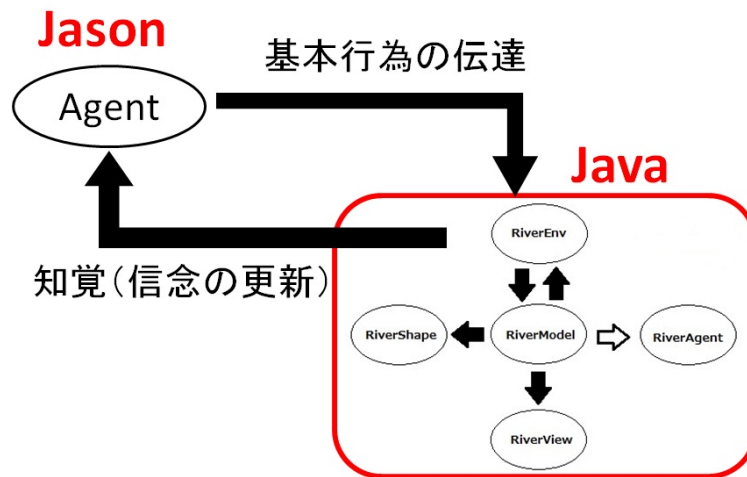 Jason
Agent
基本行為の伝達
Java
RiverEnv
知覚(信念の更新)
RiverShape
RiverModel
RiverAgent
RiverView